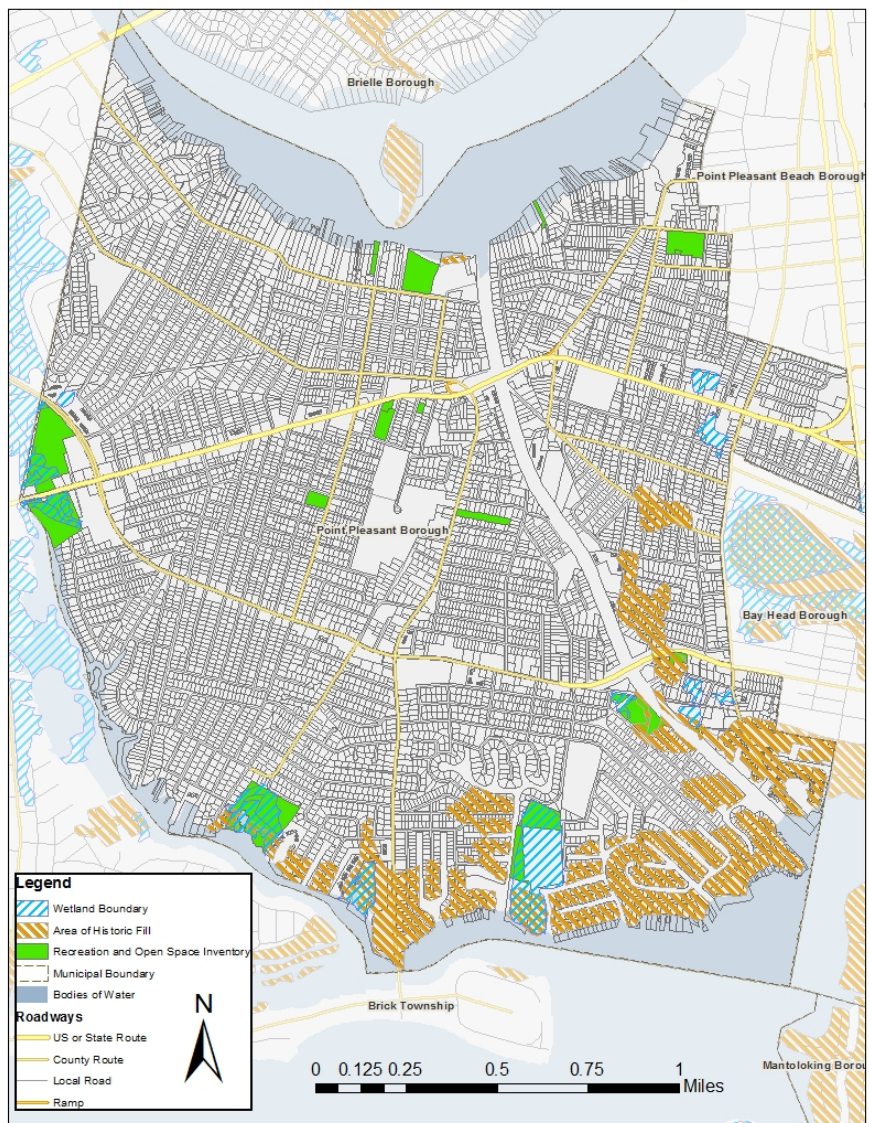 Brielle Borough
Point Pleasant Beach Borough
Point Pleasant Borough
Bay Head Borough
Legend
Wetland Boundary
Area of Historic Fill
Recreation and Open Space Inventory
Municipal Boundary
Bodies of Water
Roadways
US or State Route
County Route
Local Road
Ramp
N
Brick Township
0 0.125 0.25 0.5 0.75 1
Miles
Mantoloking Borou